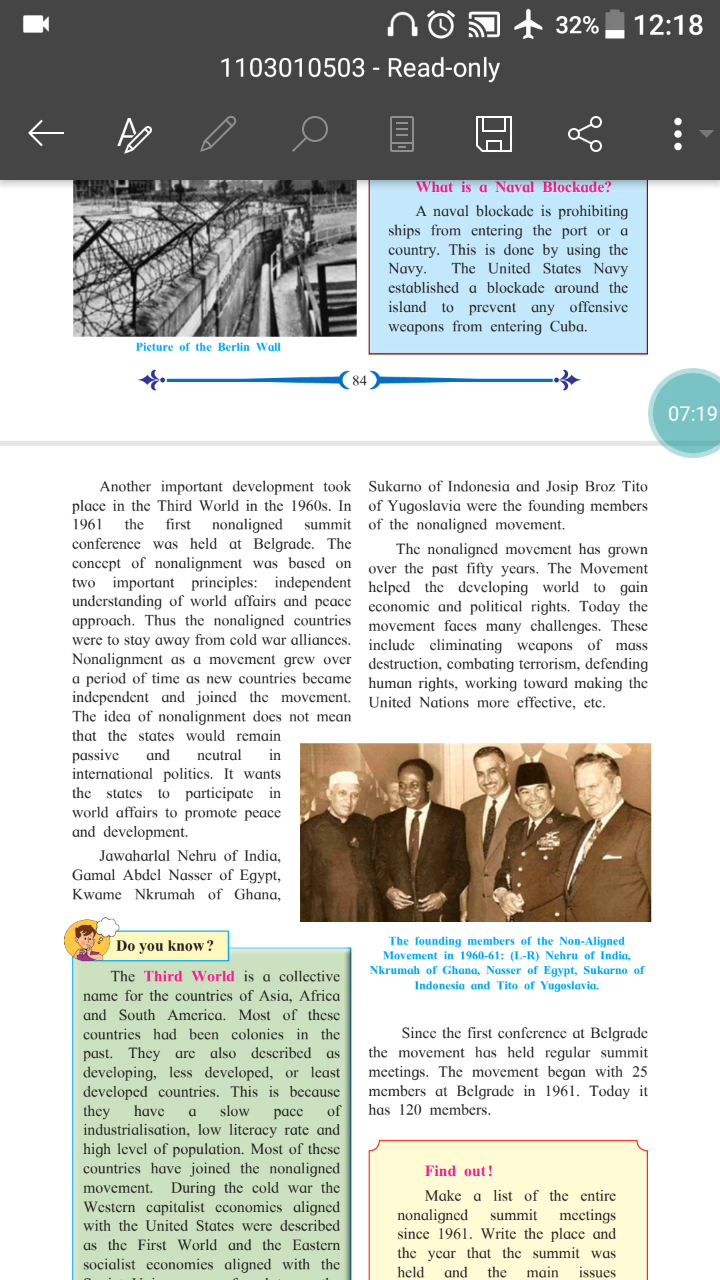 32% 12:18
1103010503 - Read-only
What is a Naval Blockade?
A naval blockade is prohibiting
ships from entering the port or a
country. This is done by using the
Navy. The United States Navy
established a blockade around the
island to prevent any offensive
weapons from entering Cuba.
Picture of the Berlin Wall
84
07:19
Another important development took
place in the Third World in the 1960s. In
1961 the first nonaligned summit
conference was held at Belgrade. The
concept of nonalignment was based on
two important principles: independent
understanding of world affairs and peace
approach. Thus the nonaligned countries
were to stay away from cold war alliances.
Nonalignment as a movement grew over
a period of time as new countries became
independent and joined the movement.
The idea of nonalignment does not mean
that the states would remain
passive and neutral in
international politics. It wants
the states to participate in
world affairs to promote peace
and development.
Jawaharlal Nehru of India,
Gamal Abdel Nasser of Egypt,
Kwame Nkrumah of Ghana,
Sukarno of Indonesia and Josip Broz Tito
of Yugoslavia were the founding members
of the nonaligned movement.
The nonaligned movement has grown
over the past fifty years. The Movement
helped the developing world to gain
economic and political rights. Today the
movement faces many challenges. These
include eliminating weapons of mass
destruction, combating terrorism, defending
human rights, working toward making the
United Nations more effective, etc.
The founding members of the Non-Aligned
Movement in 1960-61: (L-R) Nehru of India,
Nkrumah of Ghana, Nasser of Egypt, Sukarno of
Indonesia and Tito of Yugoslavia.
Do you know?
The Third World is a collective
name for the countries of Asia, Africa
and South America. Most of these
countries had been colonies in the
past. They are also described as
developing, less developed, or least
developed countries. This is because
they have a slow pace of
industrialisation, low literacy rate and
high level of population. Most of these
countries have joined the nonaligned
movement. During the cold war the
Western capitalist economies aligned
with the United States were described
as the First World and the Eastern
socialist economies aligned with the
Since the first conference at Belgrade
the movement has held regular summit
meetings. The movement began with 25
members at Belgrade in 1961. Today it
has 120 members.
Find out!
Make a list of the entire
nonaligned summit meetings
since 1961. Write the place and
the year that the summit was
held and the main issues